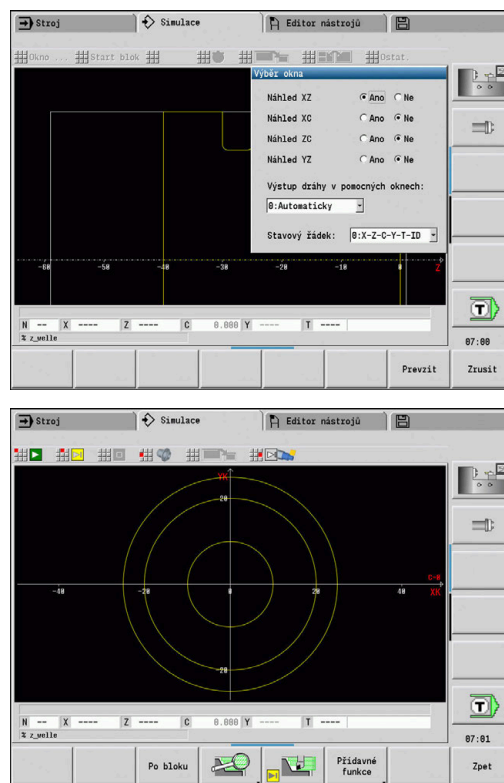 Stroj Simulace Editor nástrojů
Okno ... Start blok Ostat.
Výběr okna
Náhled XZ Ano Ne
Náhled XC Ano Ne
Náhled ZC Ano Ne
Náhled YZ Ano Ne
Výstup dráhy v pomocných oknech:
0:Automaticky
Stavový řádek: 0:X-Z-C-Y-T-ID
-60 -50 -40 -30 -20 -10 0 Z
N -- X ---- Z ---- C 0.000 Y ---- T ----
% z_welle
07:00
Prevzit Zrusit
Stroj Simulace Editor nástrojů
YK
20
C-0
-40 -20 0 20 40 XK
-20
N -- X ---- Z ---- C 0.000 Y ---- T ----
% z_welle
07:01
Po bloku Přídavné funkce Zpet